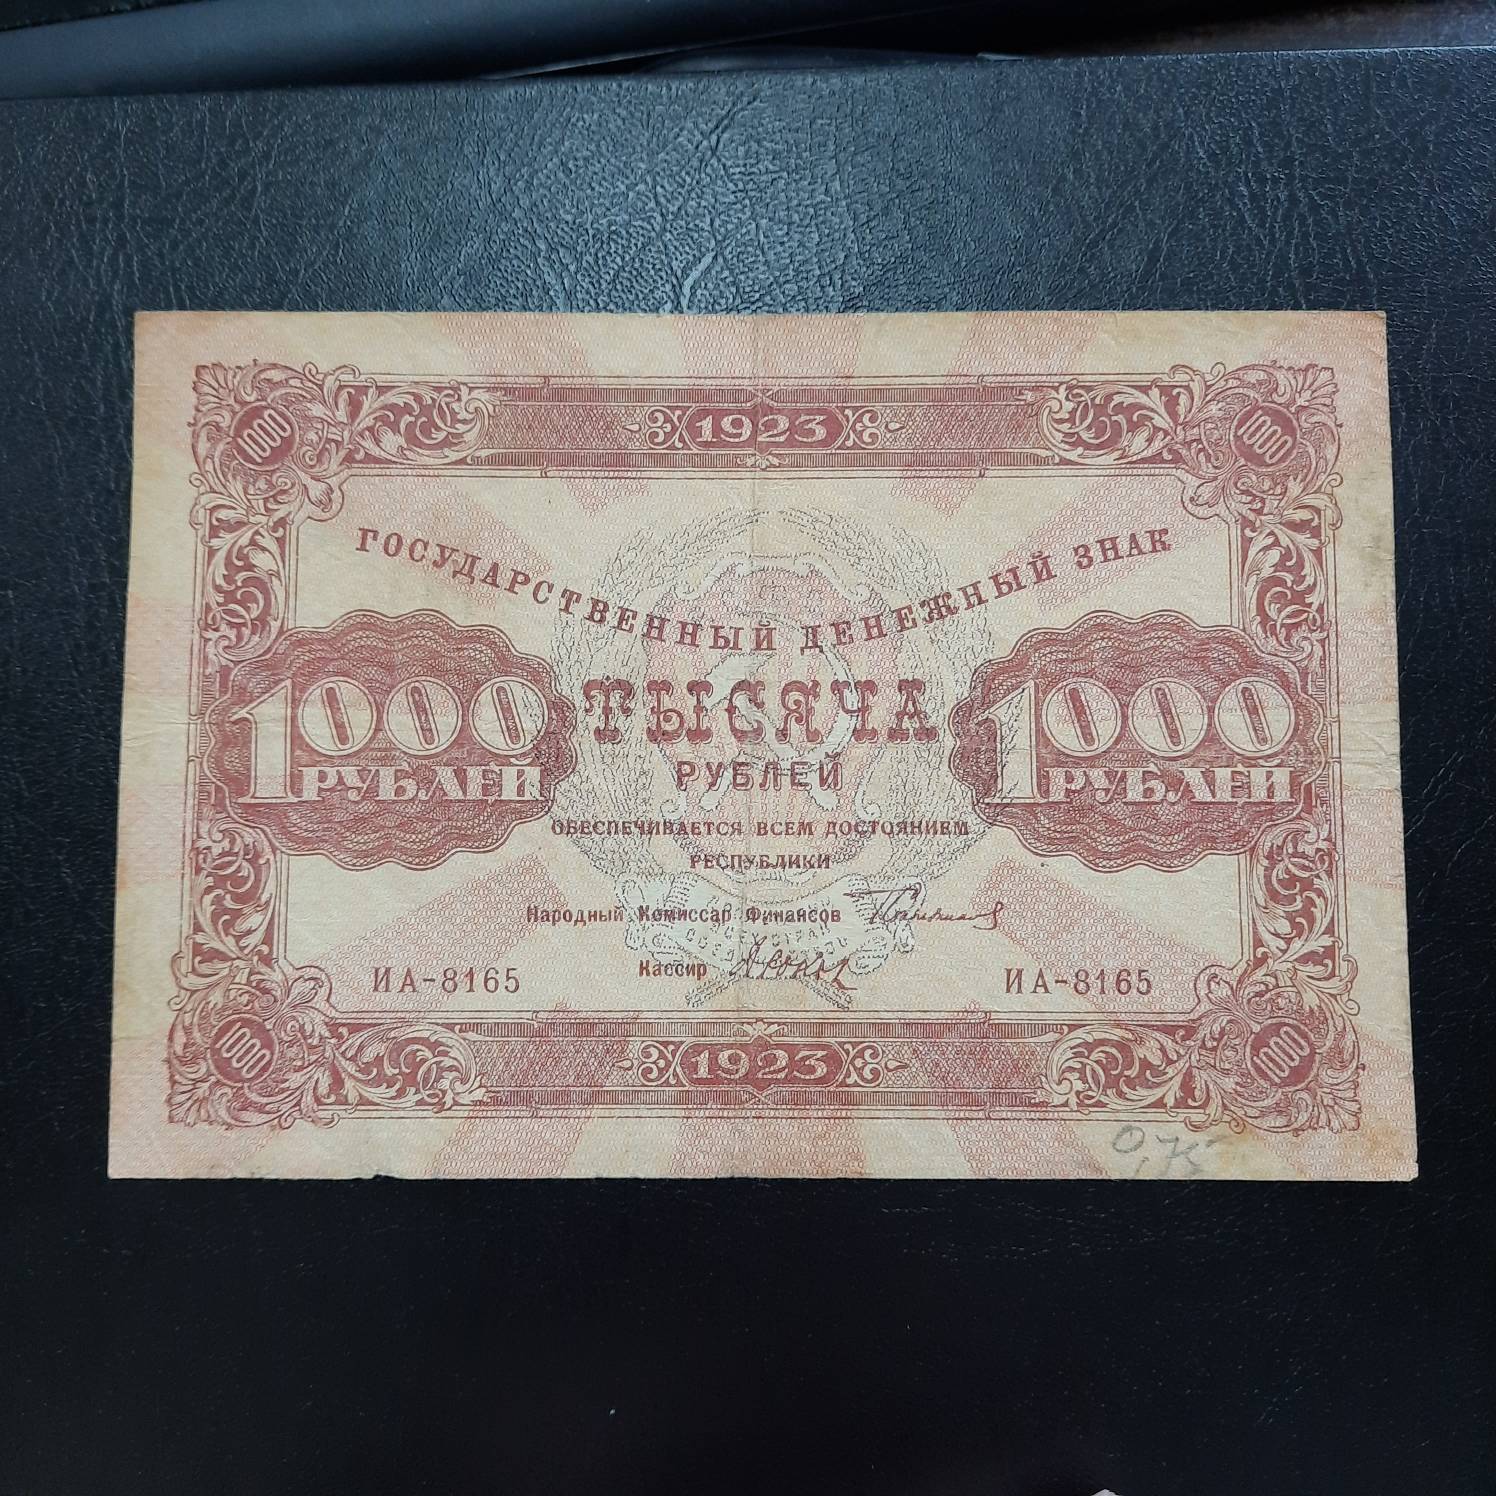 1923
1000 1000
ГОСУДАРСТВЕННЫЙ ДЕНЕЖНЫЙ ЗНАК
ТЫСЯЧА
1000 РУБЛЕЙ 1000
РУБЛЕЙ РУБЛЕЙ
ОБЕСПЕЧИВАЕТСЯ ВСЕМ ДОСТОЯНИЕМ
РЕСПУБЛИКИ
Народный Комиссар Финансов
Кассир
ИА-8165 ИА-8165
1000 1923 1000
О,К